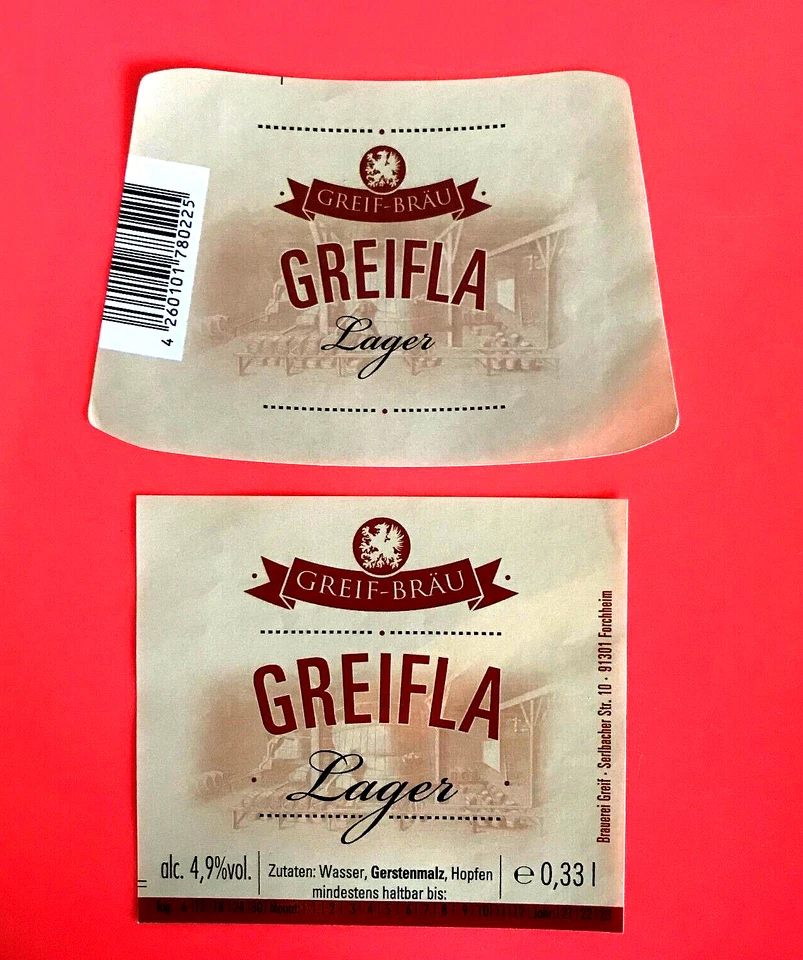 GREIF-BRÄU
GREIFLA
Lager
4 260101 780225
GREIF-BRÄU
GREIFLA
Lager
Brauerei Greif · Serlbacher Str. 10 · 91301 Forchheim
alc. 4,9%vol.
Zutaten: Wasser, Gerstenmalz, Hopfen
mindestens haltbar bis:
℮ 0,33 l